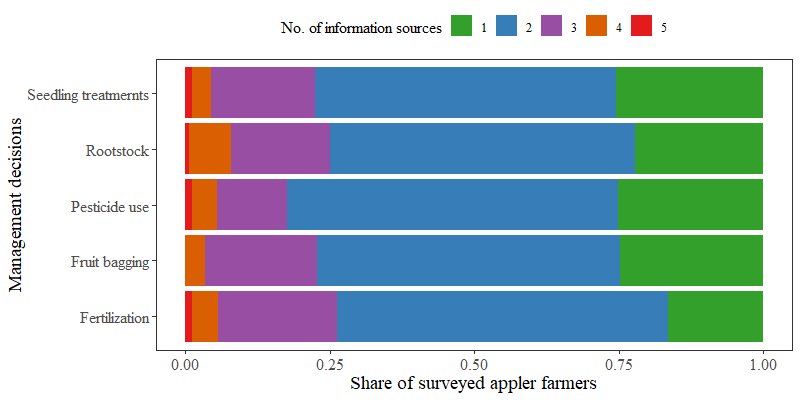 No. of information sources 1 2 3 4 5
Management decisions
Seedling treatmernts
Rootstock
Pesticide use
Fruit bagging
Fertilization
0.00 0.25 0.50 0.75 1.00
Share of surveyed appler farmers